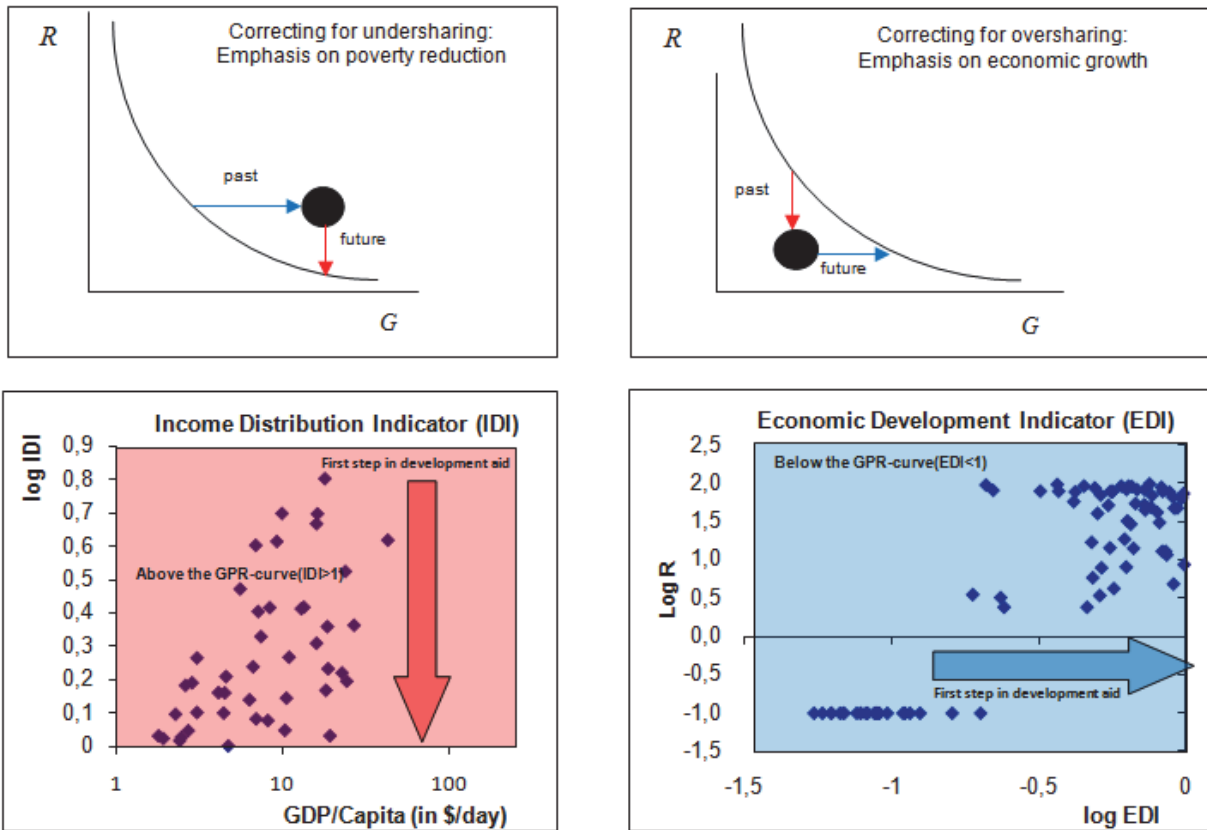 R
Correcting for undersharing:
Emphasis on poverty reduction
past
future
G
R
Correcting for oversharing:
Emphasis on economic growth
past
future
G
Income Distribution Indicator (IDI)
log IDI
0,9
0,8
0,7
0,6
0,5
0,4
0,3
0,2
0,1
0
First step in development aid
Above the GPR-curve(IDI>1)
1
10
100
GDP/Capita (in $/day)
Economic Development Indicator (EDI)
Log R
2,5
2,0
1,5
1,0
0,5
0,0
-0,5
-1,0
-1,5
Below the GPR-curve(EDI<1)
First step in development aid
-1,5
-1
-0,5
0
log EDI